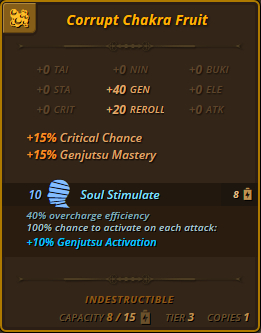 Corrupt Chakra Fruit
+0 TAI +0 NIN +0 BUKI
+0 STA +40 GEN +0 ELE
+0 CRIT +20 REROLL +0 ATK
+15% Critical Chance
+15% Genjutsu Mastery
10 Soul Stimulate 8
40% overcharge efficiency
100% chance to activate on each attack:
+10% Genjutsu Activation
INDESTRUCTIBLE
CAPACITY 8 / 15 TIER 3 COPIES 1